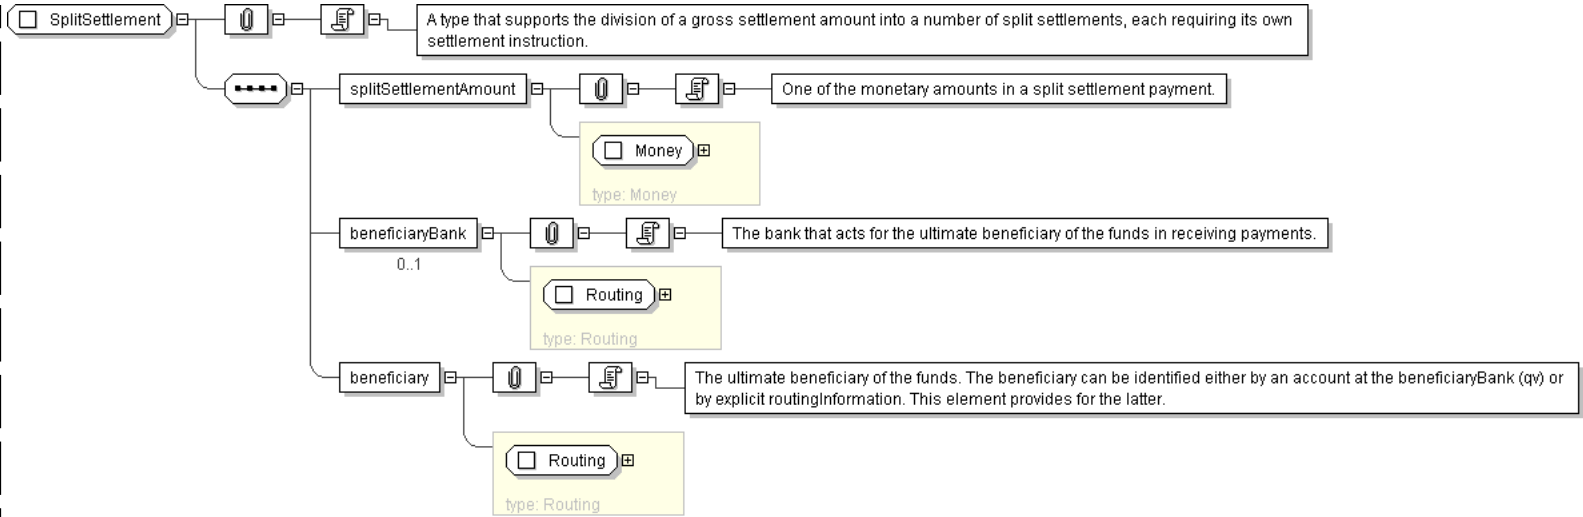 SplitSettlement
A type that supports the division of a gross settlement amount into a number of split settlements, each requiring its own
settlement instruction.
splitSettlementAmount
One of the monetary amounts in a split settlement payment.
Money
type: Money
beneficiaryBank
The bank that acts for the ultimate beneficiary of the funds in receiving payments.
0..1
Routing
type: Routing
beneficiary
The ultimate beneficiary of the funds. The beneficiary can be identified either by an account at the beneficiaryBank (qv) or
by explicit routingInformation. This element provides for the latter.
Routing
type: Routing